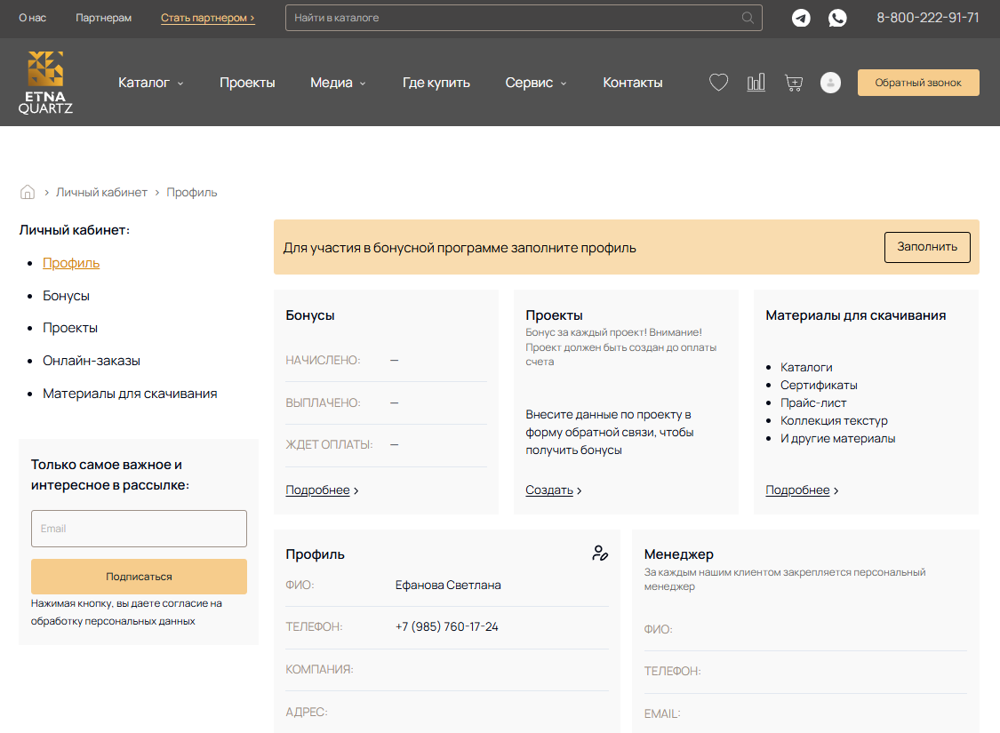 О нас
Партнерам
Стать партнером ›
Найти в каталоге
8-800-222-91-71
ETNA
QUARTZ
Каталог
Проекты
Медиа
Где купить
Сервис
Контакты
Обратный звонок
Личный кабинет
Профиль
Личный кабинет:
Профиль
Бонусы
Проекты
Онлайн-заказы
Материалы для скачивания
Только самое важное и
интересное в рассылке:
Email
Подписаться
Нажимая кнопку, вы даете согласие на
обработку персональных данных
Для участия в бонусной программе заполните профиль
Заполнить
Бонусы
НАЧИСЛЕНО: —
ВЫПЛАЧЕНО: —
ЖДЕТ ОПЛАТЫ: —
Подробнее ›
Проекты
Бонус за каждый проект! Внимание!
Проект должен быть создан до оплаты
счета
Внесите данные по проекту в
форму обратной связи, чтобы
получить бонусы
Создать ›
Материалы для скачивания
Каталоги
Сертификаты
Прайс-лист
Коллекция текстур
И другие материалы
Подробнее ›
Профиль
ФИО: Ефанова Светлана
ТЕЛЕФОН: +7 (985) 760-17-24
КОМПАНИЯ:
АДРЕС:
Менеджер
За каждым нашим клиентом закрепляется персональный
менеджер
ФИО:
ТЕЛЕФОН:
EMAIL: